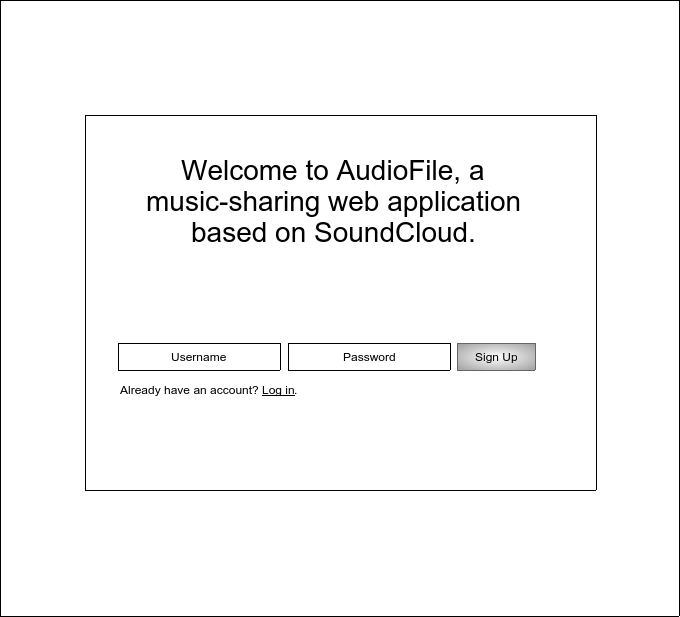 Welcome to AudioFile, a
music-sharing web application
based on SoundCloud.
Username Password Sign Up
Already have an account? Log in.